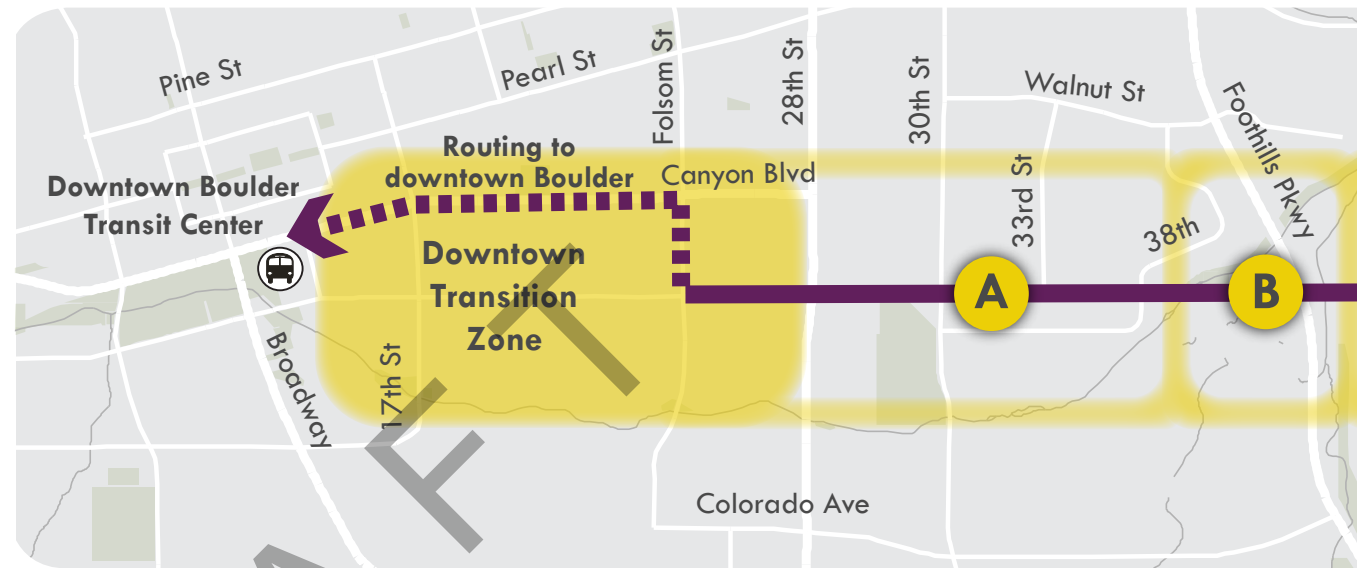 Pine St
Pearl St
Folsom St
28th St
30th St
Walnut St
Foothills Pkwy
Routing to
downtown Boulder
Canyon Blvd
Downtown Boulder
Transit Center
33rd St
38th
Downtown
Transition
Zone
A
B
Broadway
17th St
Colorado Ave